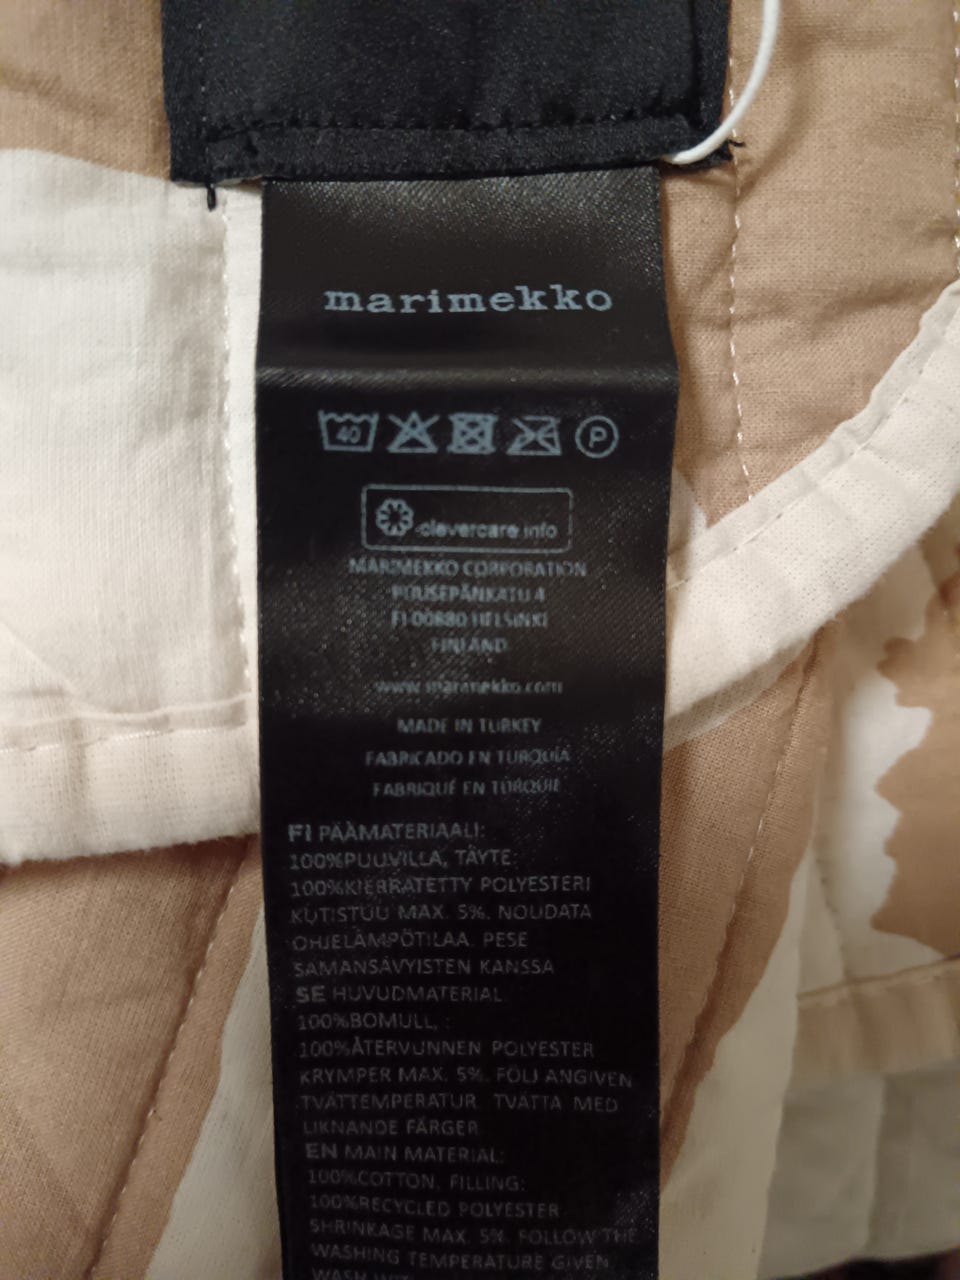 marimekko
40
P
clevercare.info
MARIMEKKO CORPORATION
PUUSEPÄNKATU 4
FI-00880 HELSINKI
FINLAND
www.marimekko.com
MADE IN TURKEY
FABRICADO EN TURQUÍA
FABRIQUÉ EN TURQUIE
FI PÄÄMATERIAALI:
100%PUUVILLA, TÄYTE:
100%KIERRÄTETTY POLYESTERI
KUTISTUU MAX. 5%. NOUDATA
OHJELÄMPÖTILAA. PESE
SAMANSÄVYISTEN KANSSA
SE HUVUDMATERIAL
100%BOMULL, :
100%ÅTERVUNNEN POLYESTER
KRYMPER MAX. 5%. FÖLJ ANGIVEN
TVÄTTEMPERATUR. TVÄTTA MED
LIKNANDE FÄRGER
EN MAIN MATERIAL:
100%COTTON, FILLING:
100%RECYCLED POLYESTER
SHRINKAGE MAX. 5%. FOLLOW THE
WASHING TEMPERATURE GIVEN.
WASH